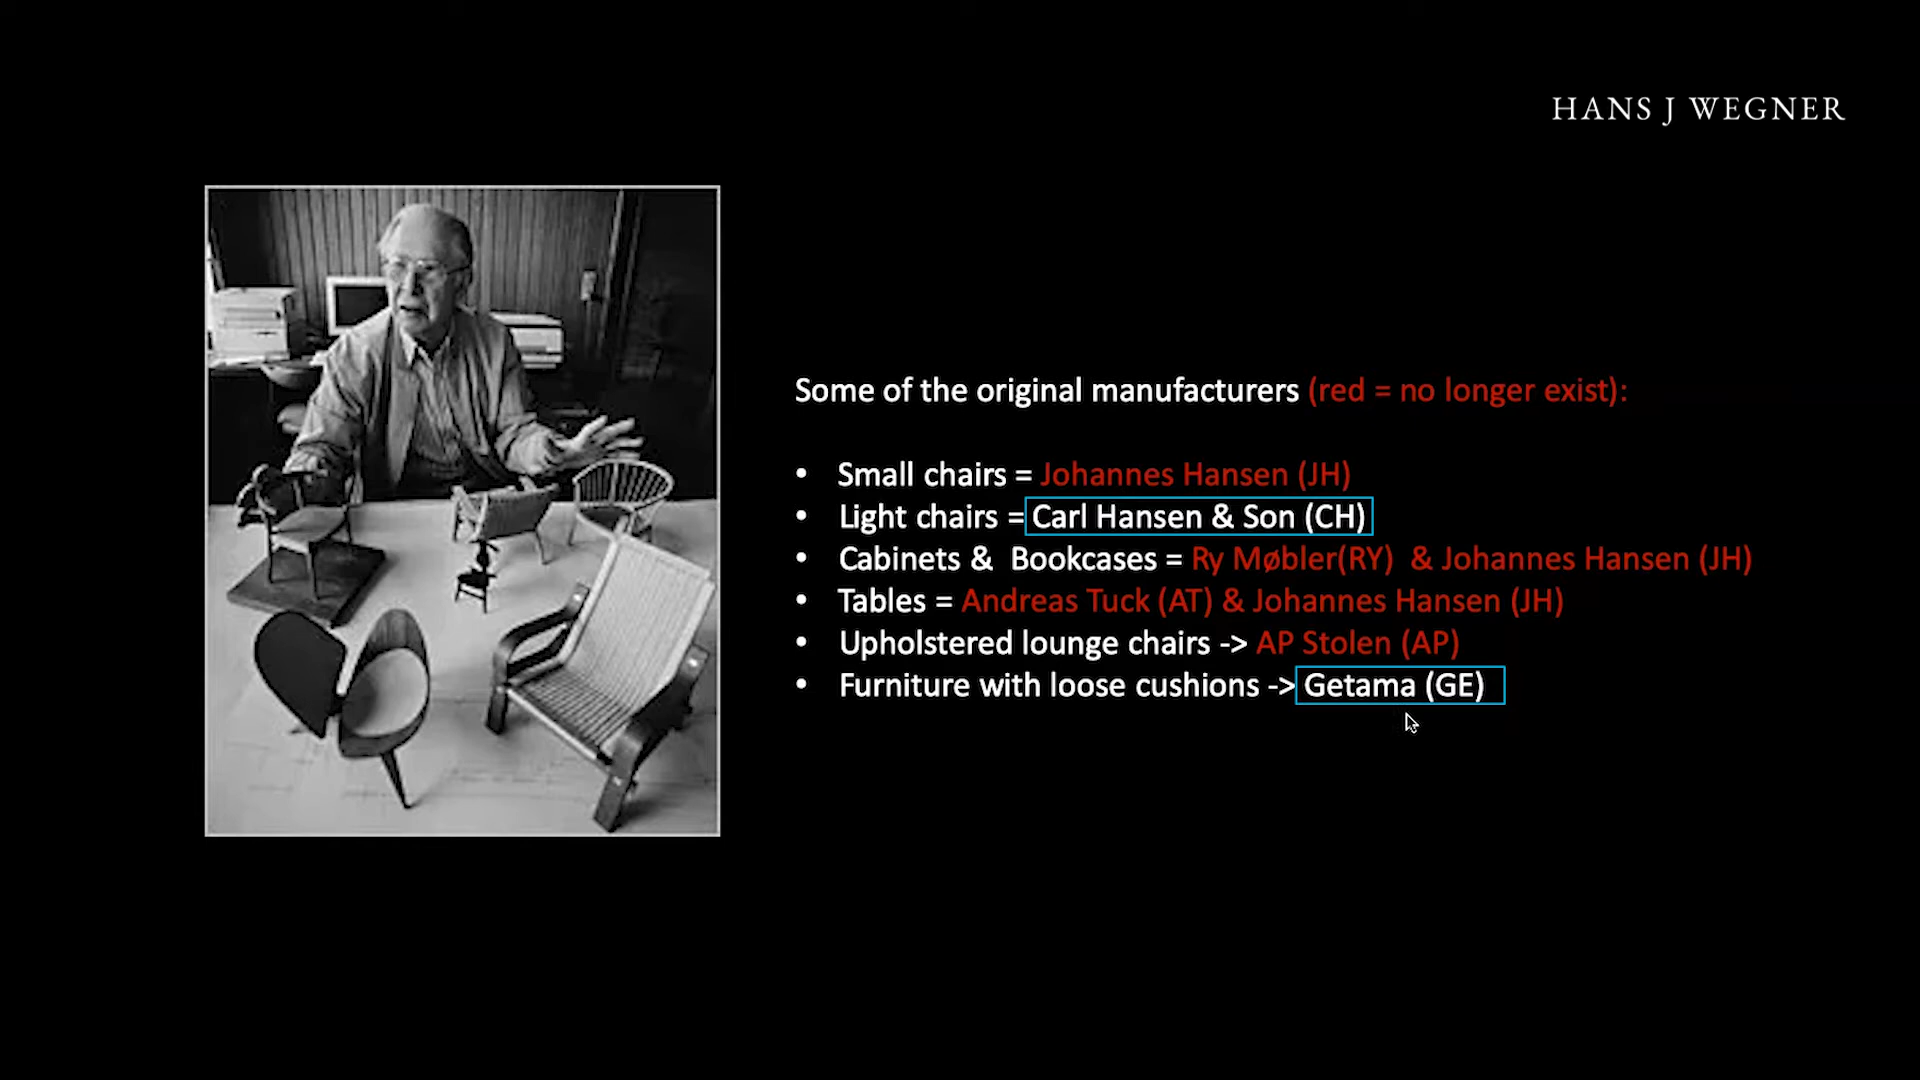 HANS J WEGNER
Some of the original manufacturers (red = no longer exist):
• Small chairs = Johannes Hansen (JH)
• Light chairs = Carl Hansen & Son (CH)
• Cabinets & Bookcases = Ry Møbler(RY) & Johannes Hansen (JH)
• Tables = Andreas Tuck (AT) & Johannes Hansen (JH)
• Upholstered lounge chairs -> AP Stolen (AP)
• Furniture with loose cushions -> Getama (GE)